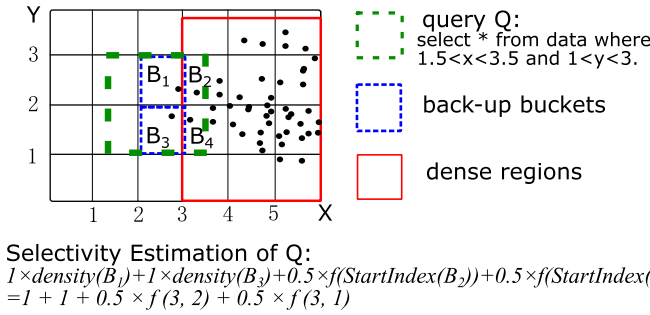 Y
query Q:
select * from data where
1.5<x<3.5 and 1<y<3.
3
B1 B2
back-up buckets
2
B3 B4
1
dense regions
1 2 3 4 5 X
Selectivity Estimation of Q:
1×density(B1)+1×density(B3)+0.5×f(StartIndex(B2))+0.5×f(StartIndex(
=1 + 1 + 0.5 × f (3, 2) + 0.5 × f (3, 1)